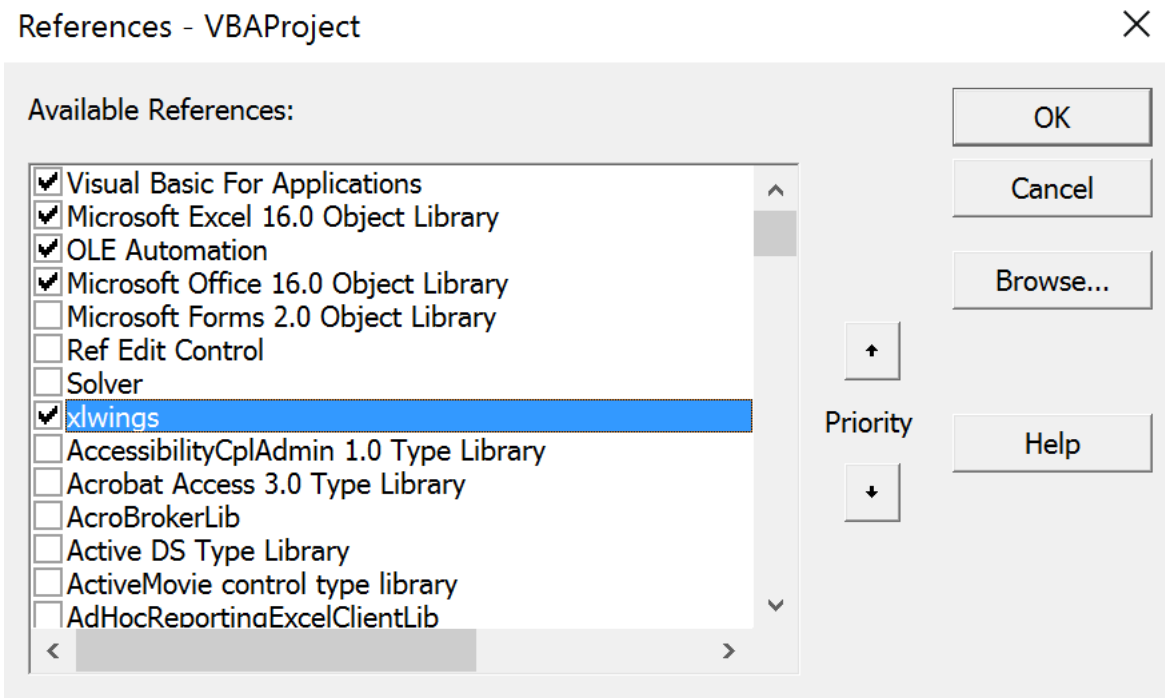 References - VBAProject
Available References:
OK
Visual Basic For Applications
Cancel
Microsoft Excel 16.0 Object Library
OLE Automation
Browse...
Microsoft Office 16.0 Object Library
Microsoft Forms 2.0 Object Library
Ref Edit Control
Solver
xlwings
Priority
Help
AccessibilityCplAdmin 1.0 Type Library
Acrobat Access 3.0 Type Library
AcroBrokerLib
Active DS Type Library
ActiveMovie control type library
AdHocReportingExcelClientLib